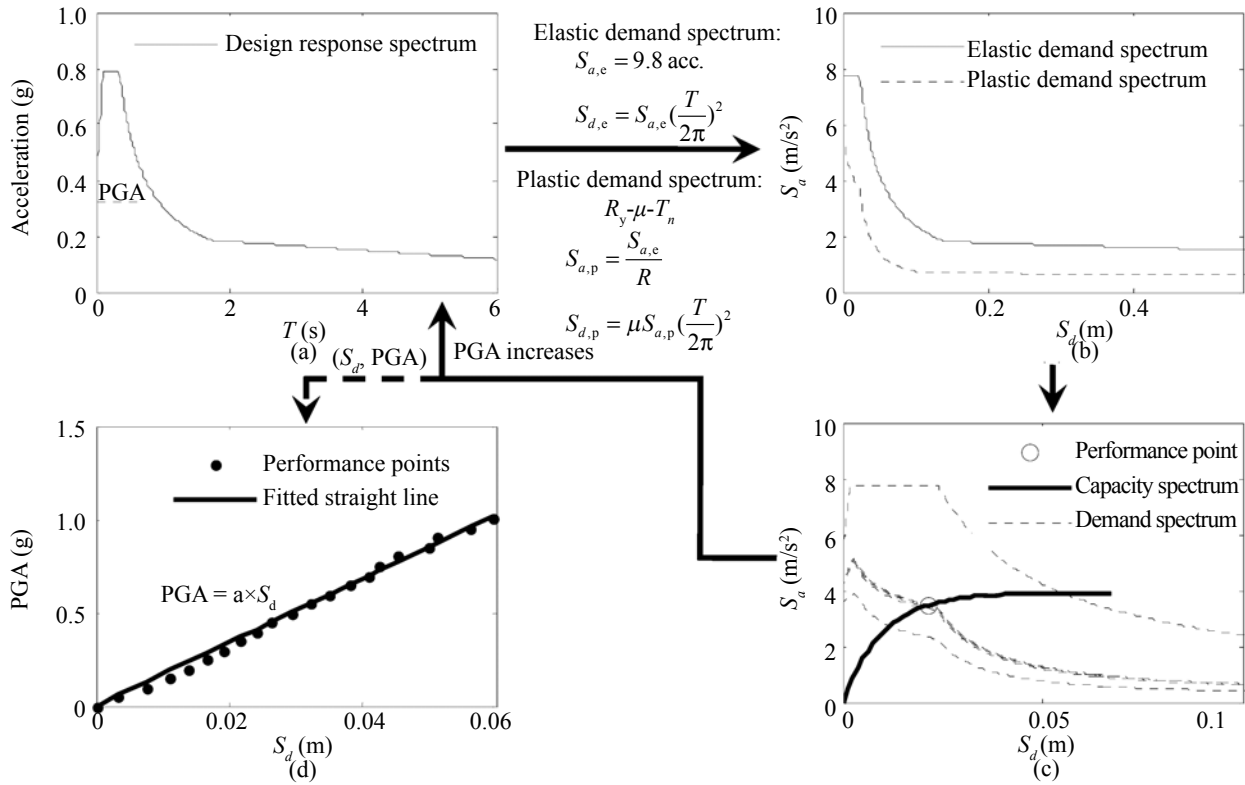 Design response spectrum
Acceleration (g)
1.0
0.8
0.6
0.4
0.2
0
PGA
0 2 4 6
T (s)
(a)
Elastic demand spectrum:
S_{a,e} = 9.8 acc.
S_{d,e} = S_{a,e}(T/2π)^2
Plastic demand spectrum:
R_y-μ-T_n
S_{a,p} = S_{a,e}/R
S_{d,p} = μS_{a,p}(T/2π)^2
Elastic demand spectrum
Plastic demand spectrum
S_a (m/s²)
10
8
6
4
2
0
0 0.2 0.4
S_d (m)
(b)
(S_d, PGA)
PGA increases
1.5
1.0
0.5
0
PGA (g)
Performance points
Fitted straight line
PGA = a×S_d
0 0.02 0.04 0.06
S_d (m)
(d)
10
8
6
4
2
0
S_a (m/s²)
Performance point
Capacity spectrum
Demand spectrum
0 0.05 0.1
S_d (m)
(c)